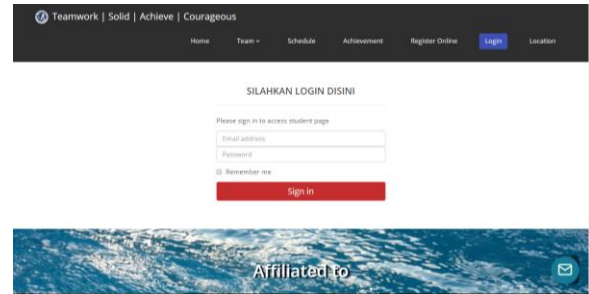 Teamwork | Solid | Achieve | Courageous
Home Team Schedule Achievement Register Online Login Location
SILAHKAN LOGIN DISINI
Please sign in to access student page
Email address
Password
Remember me
Sign in
Affiliated to